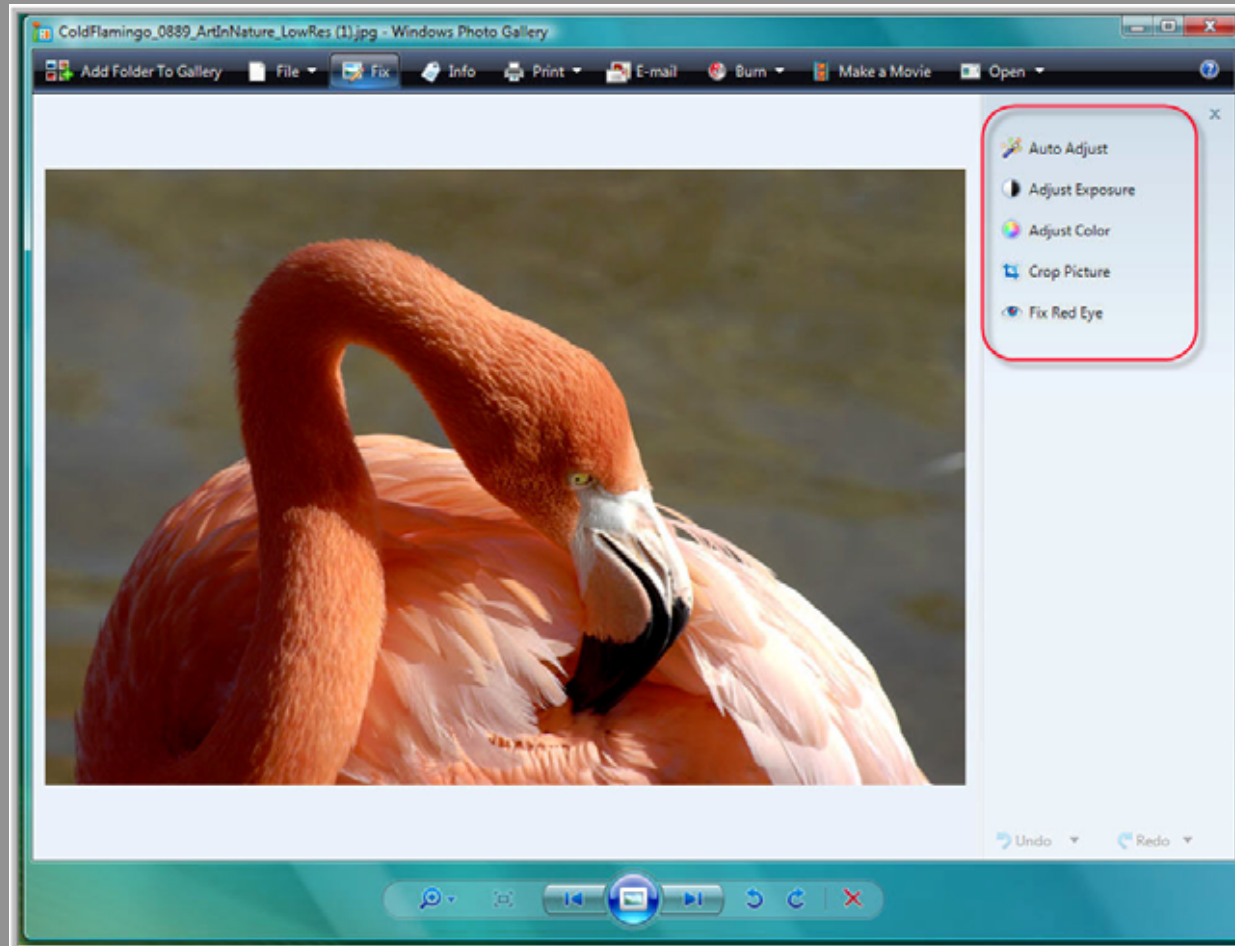 ColdFlamingo_0889_ArtInNature_LowRes (1).jpg - Windows Photo Gallery
Add Folder To Gallery File Fix Info Print E-mail Burn Make a Movie Open
Auto Adjust
Adjust Exposure
Adjust Color
Crop Picture
Fix Red Eye
Undo Redo